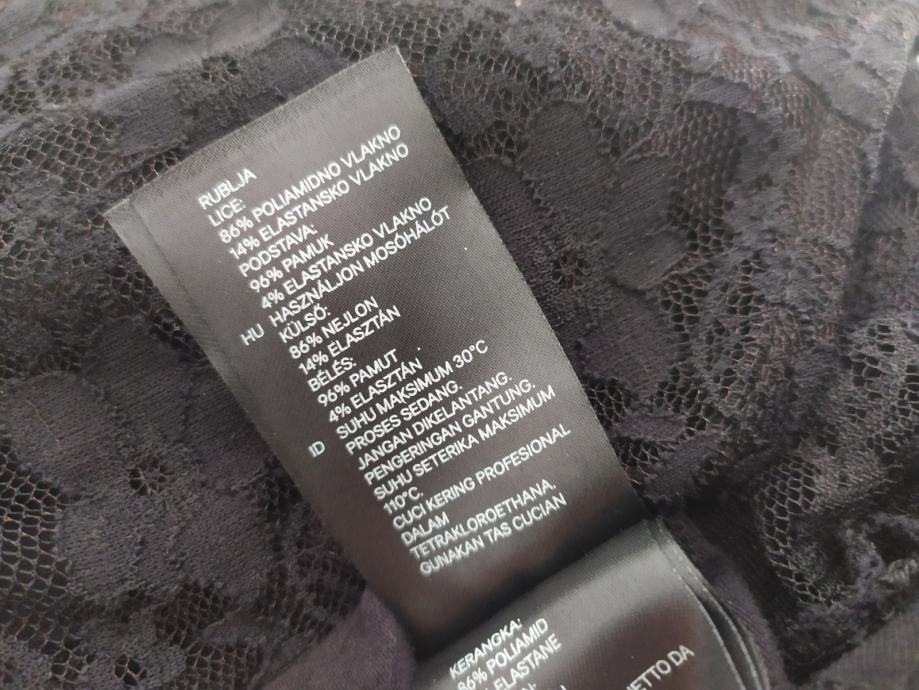 RUBLJA
LICE:
86% POLIAMIDNO VLAKNO
14% ELASTANSKO VLAKNO
PODSTAVA:
96% PAMUK
4% ELASTANSKO VLAKNO
HU HASZNÁLJON MOSÓHÁLÓT
KÜLSŐ:
86% NEJLON
14% ELASZTÁN
BÉLÉS:
96% PAMUT
4% ELASZTÁN
ID SUHU MAKSIMUM 30°C
PROSES SEDANG.
JANGAN DIKELANTANG.
PENGERINGAN GANTUNG.
SUHU SETERIKA MAKSIMUM
110°C.
CUCI KERING PROFESIONAL
DALAM
TETRAKLOROETHANA.
GUNAKAN TAS CUCIAN
KERANGKA:
86% POLIAMID
ELASTANE
NETTO DA